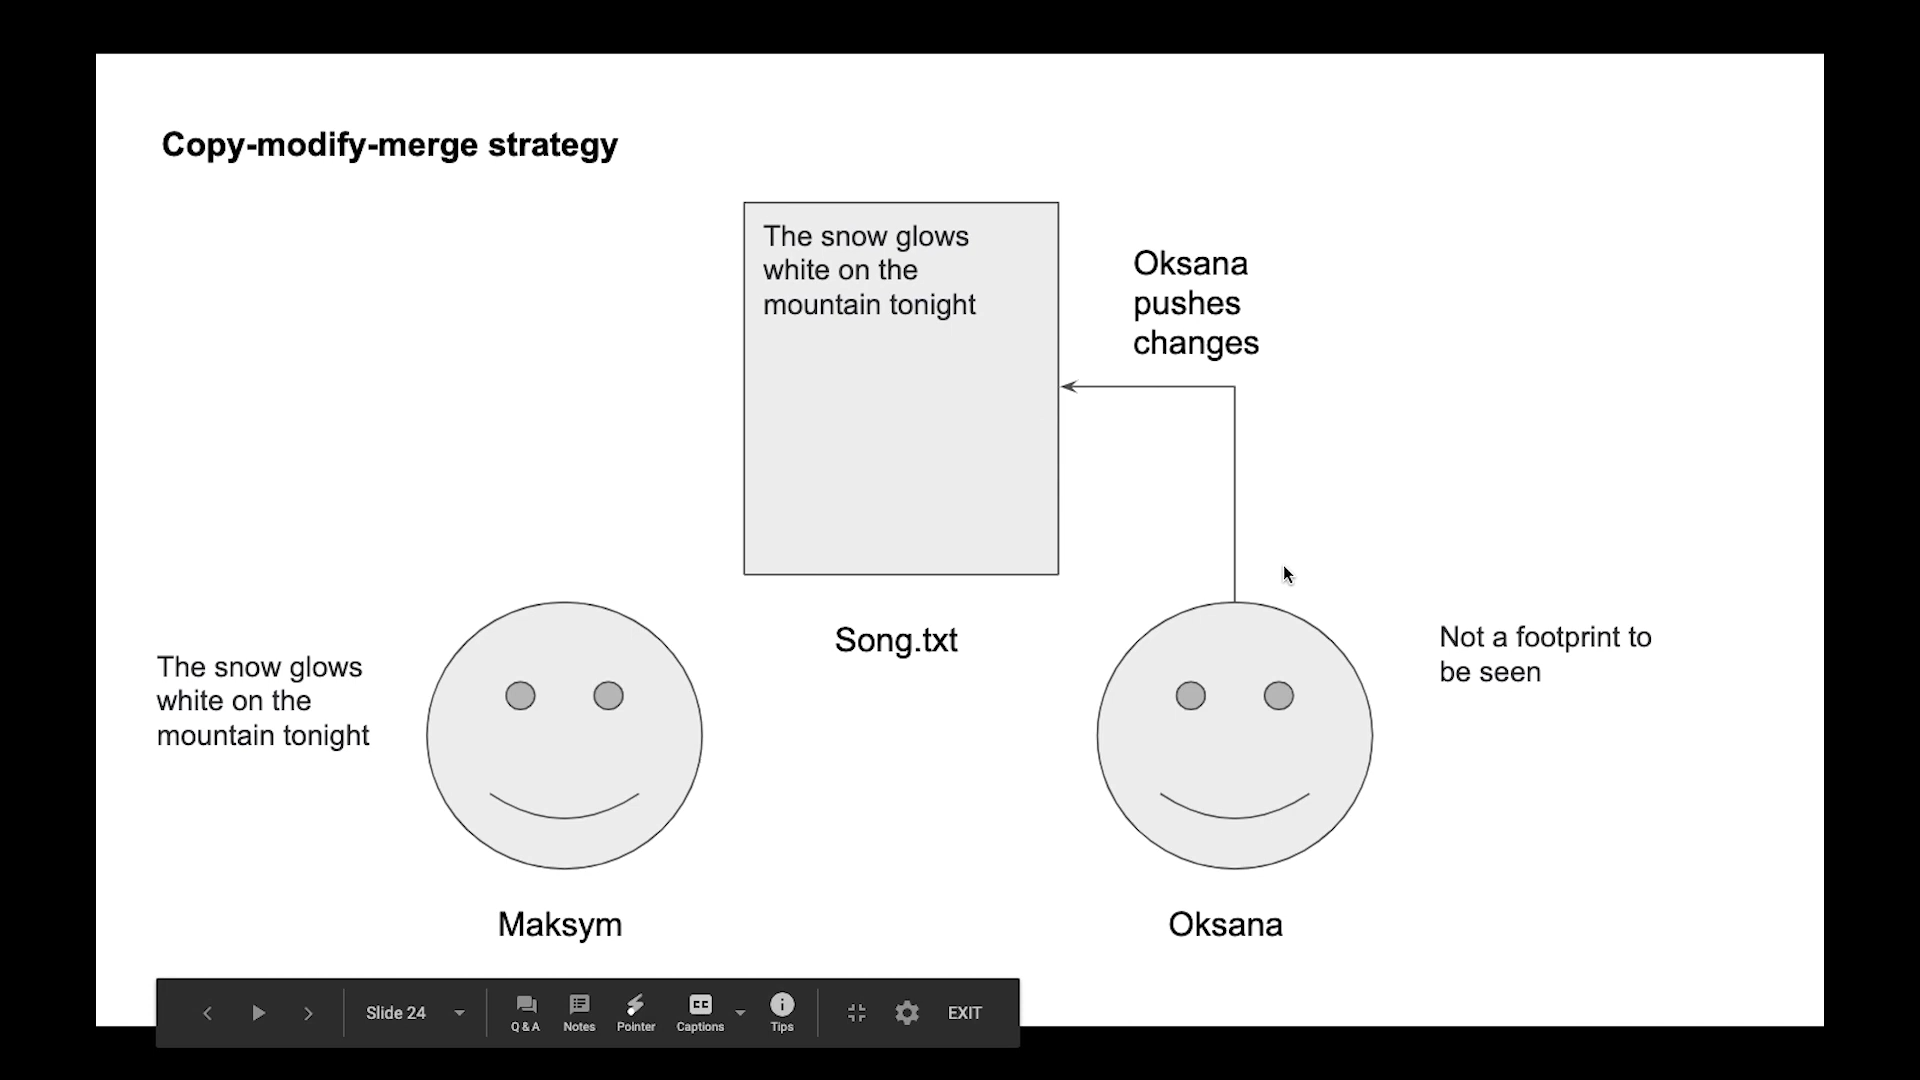 Copy-modify-merge strategy
The snow glows
white on the
mountain tonight
Oksana
pushes
changes
Song.txt
The snow glows
white on the
mountain tonight
Not a footprint to
be seen
Maksym
Oksana
Slide 24
Q & A
Notes
Pointer
CC
Captions
Tips
EXIT